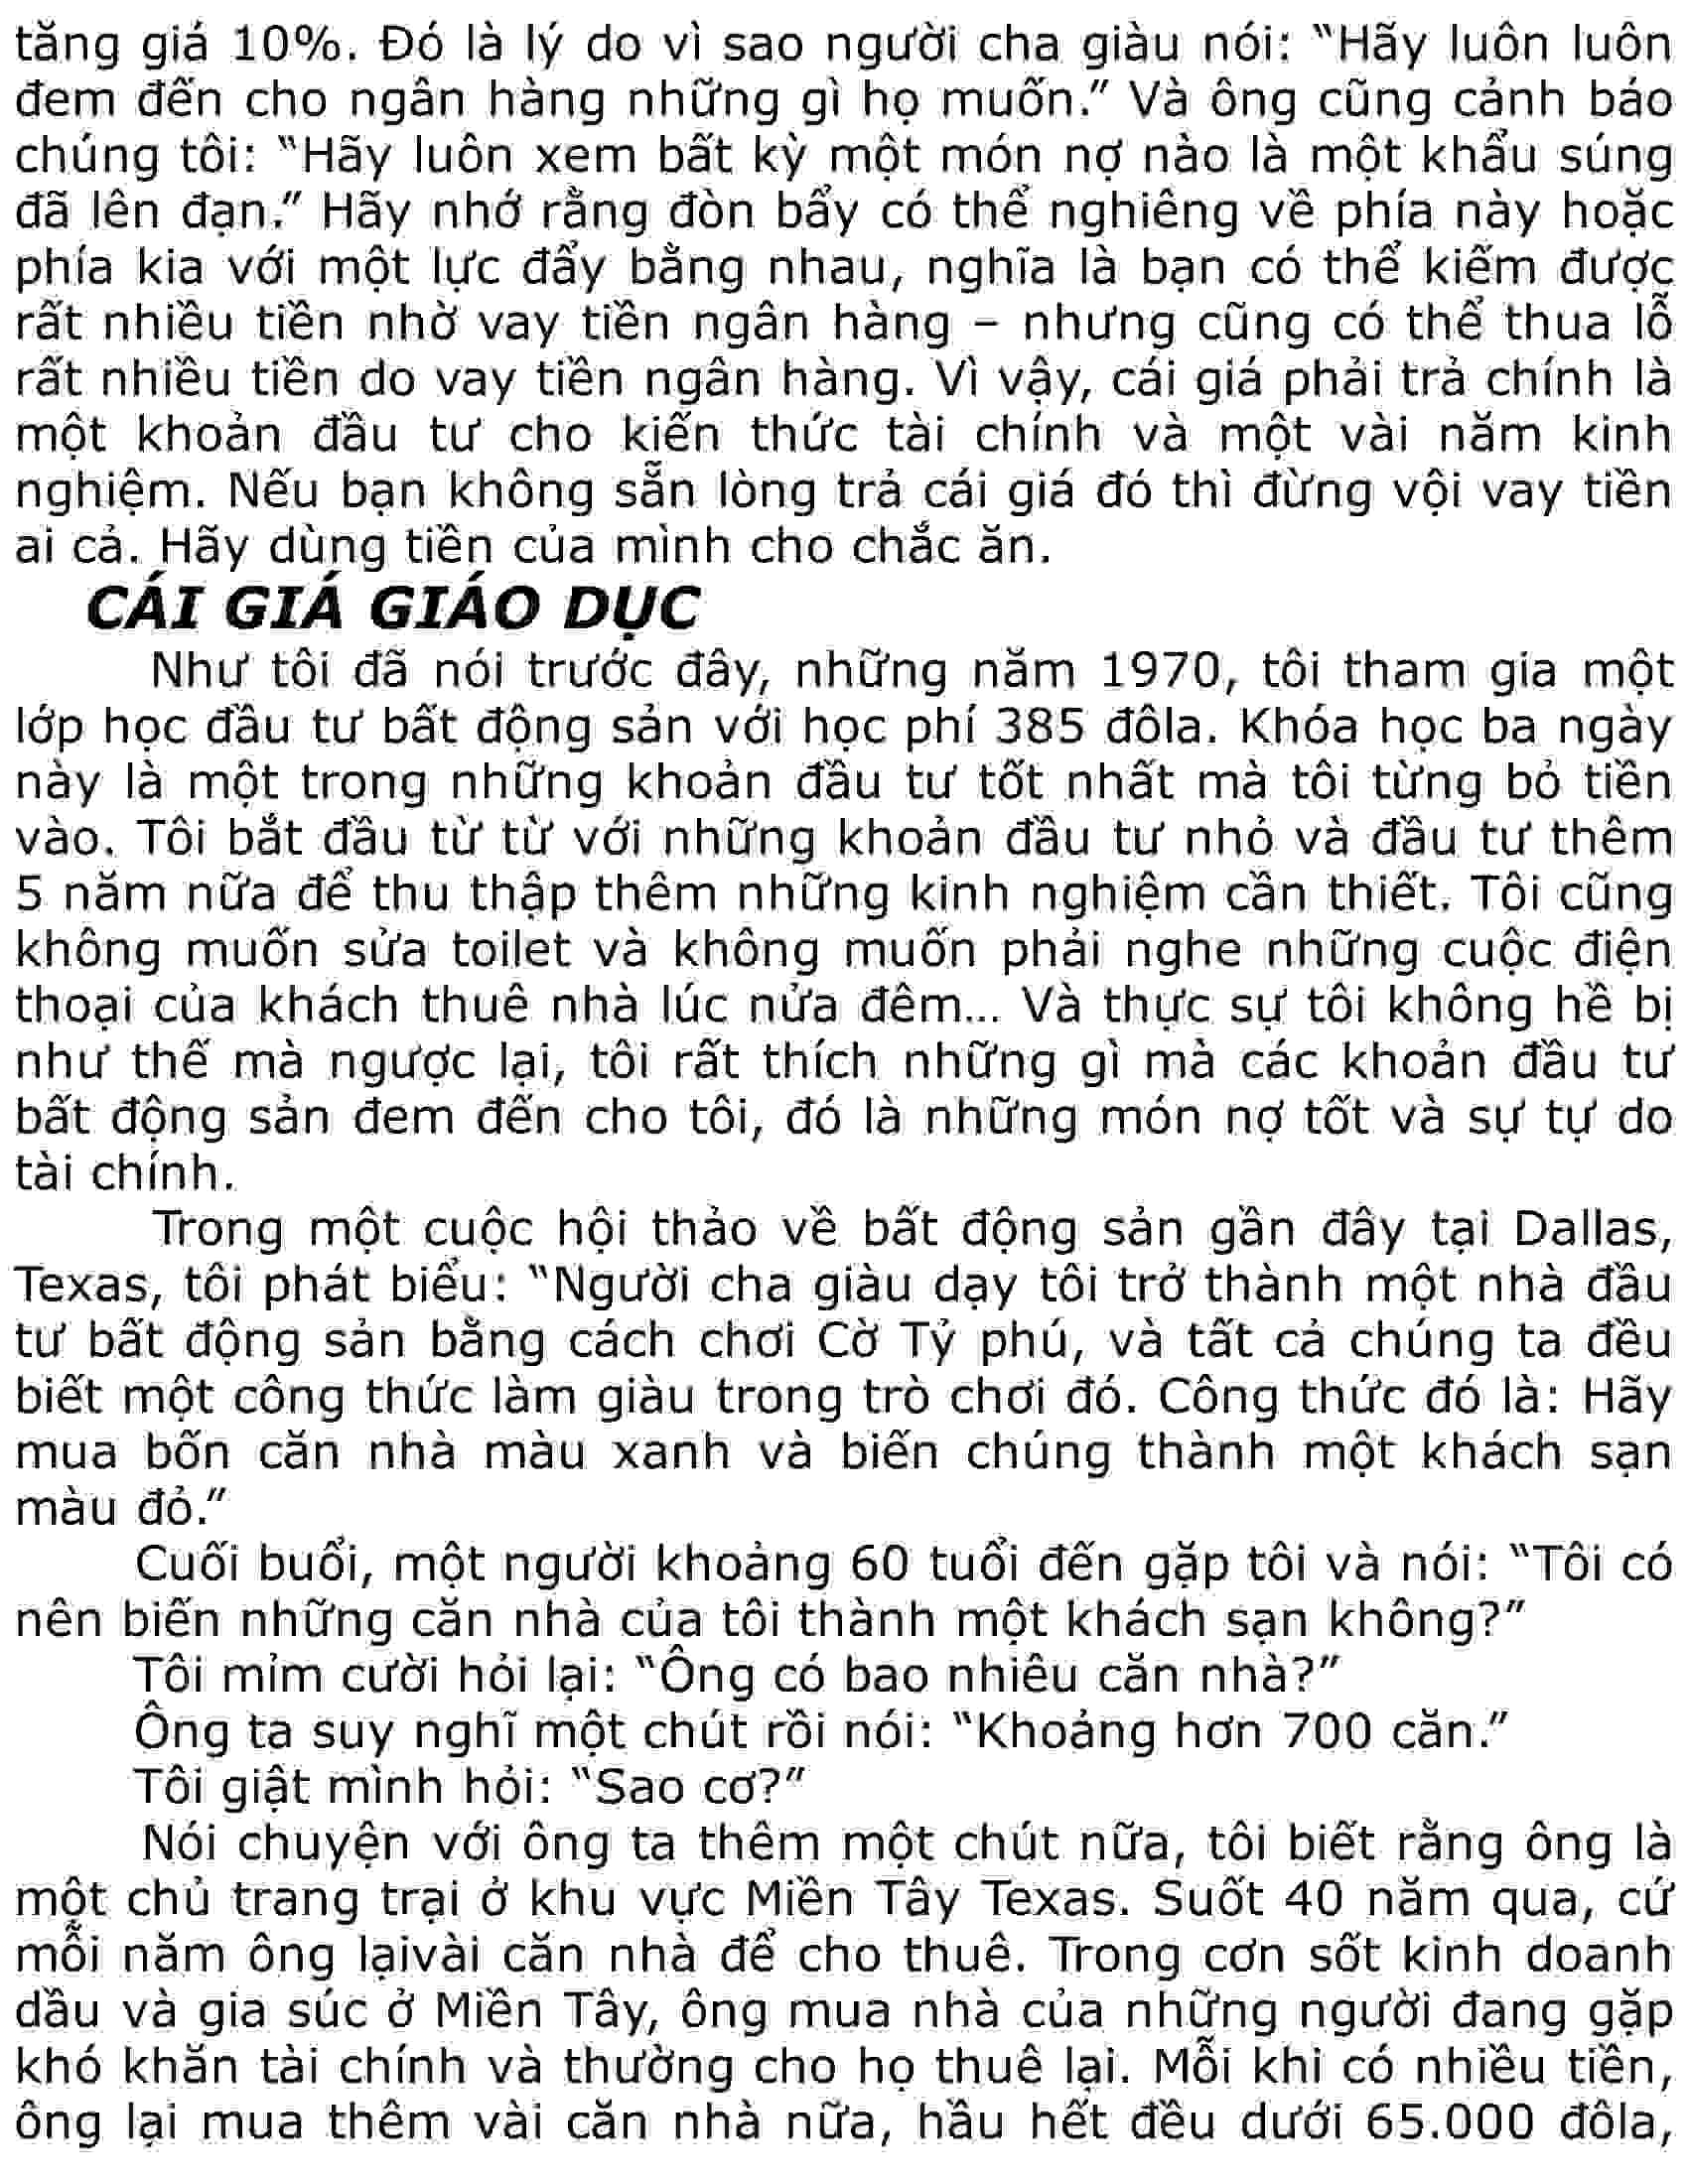 tăng giá 10%. Đó là lý do vì sao người cha giàu nói: “Hãy luôn luôn
đem đến cho ngân hàng những gì họ muốn.” Và ông cũng cảnh báo
chúng tôi: “Hãy luôn xem bất kỳ một món nợ nào là một khẩu súng
đã lên đạn.” Hãy nhớ rằng đòn bẩy có thể nghiêng về phía này hoặc
phía kia với một lực đẩy bằng nhau, nghĩa là bạn có thể kiếm được
rất nhiều tiền nhờ vay tiền ngân hàng – nhưng cũng có thể thua lỗ
rất nhiều tiền do vay tiền ngân hàng. Vì vậy, cái giá phải trả chính là
một khoản đầu tư cho kiến thức tài chính và một vài năm kinh
nghiệm. Nếu bạn không sẵn lòng trả cái giá đó thì đừng vội vay tiền
ai cả. Hãy dùng tiền của mình cho chắc ăn.
CÁI GIÁ GIÁO DỤC
Như tôi đã nói trước đây, những năm 1970, tôi tham gia một
lớp học đầu tư bất động sản với học phí 385 đôla. Khóa học ba ngày
này là một trong những khoản đầu tư tốt nhất mà tôi từng bỏ tiền
vào. Tôi bắt đầu từ từ với những khoản đầu tư nhỏ và đầu tư thêm
5 năm nữa để thu thập thêm những kinh nghiệm cần thiết. Tôi cũng
không muốn sửa toilet và không muốn phải nghe những cuộc điện
thoại của khách thuê nhà lúc nửa đêm... Và thực sự tôi không hề bị
như thế mà ngược lại, tôi rất thích những gì mà các khoản đầu tư
bất động sản đem đến cho tôi, đó là những món nợ tốt và sự tự do
tài chính.
Trong một cuộc hội thảo về bất động sản gần đây tại Dallas,
Texas, tôi phát biểu: “Người cha giàu dạy tôi trở thành một nhà đầu
tư bất động sản bằng cách chơi Cờ Tỷ phú, và tất cả chúng ta đều
biết một công thức làm giàu trong trò chơi đó. Công thức đó là: Hãy
mua bốn căn nhà màu xanh và biến chúng thành một khách sạn
màu đỏ.”
Cuối buổi, một người khoảng 60 tuổi đến gặp tôi và nói: “Tôi có
nên biến những căn nhà của tôi thành một khách sạn không?”
Tôi mỉm cười hỏi lại: “Ông có bao nhiêu căn nhà?”
Ông ta suy nghĩ một chút rồi nói: “Khoảng hơn 700 căn.”
Tôi giật mình hỏi: “Sao cơ?”
Nói chuyện với ông ta thêm một chút nữa, tôi biết rằng ông là
một chủ trang trại ở khu vực Miền Tây Texas. Suốt 40 năm qua, cứ
mỗi năm ông lạivài căn nhà để cho thuê. Trong cơn sốt kinh doanh
dầu và gia súc ở Miền Tây, ông mua nhà của những người đang gặp
khó khăn tài chính và thường cho họ thuê lại. Mỗi khi có nhiều tiền,
ông lại mua thêm vài căn nhà nữa, hầu hết đều dưới 65.000 đôla,